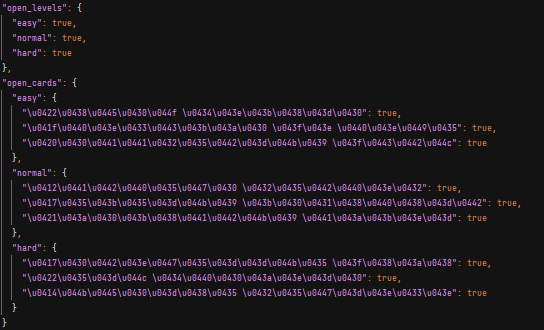 "open_levels": {
"easy": true,
"normal": true,
"hard": true
},
"open_cards": {
"easy": {
"\u0422\u0438\u0445\u0430\u044f \u0434\u043e\u043b\u0438\u043d\u0430": true,
"\u041f\u0440\u043e\u0433\u0443\u043b\u043a\u0430 \u043f\u043e \u0440\u043e\u0449\u0435": true,
"\u0420\u0430\u0441\u0441\u0432\u0435\u0442\u043d\u044b\u0439 \u043f\u0443\u0442\u044c": true
},
"normal": {
"\u0412\u0441\u0442\u0440\u0435\u0447\u0430 \u0432\u0435\u0442\u0440\u043e\u0432": true,
"\u0417\u0435\u043b\u0435\u043d\u044b\u0439 \u043b\u0430\u0431\u0438\u0440\u0438\u043d\u0442": true,
"\u0421\u043a\u0430\u043b\u0438\u0441\u0442\u044b\u0439 \u0441\u043a\u043b\u043e\u043d": true
},
"hard": {
"\u0417\u0430\u0442\u043e\u0447\u0435\u043d\u043d\u044b\u0435 \u043f\u0438\u043a\u0438": true,
"\u0422\u0435\u043d\u044c \u0434\u0440\u0430\u043a\u043e\u043d\u0430": true,
"\u0414\u044b\u0445\u0430\u043d\u0438\u0435 \u0432\u0435\u0447\u043d\u043e\u0433\u043e": true
}
}